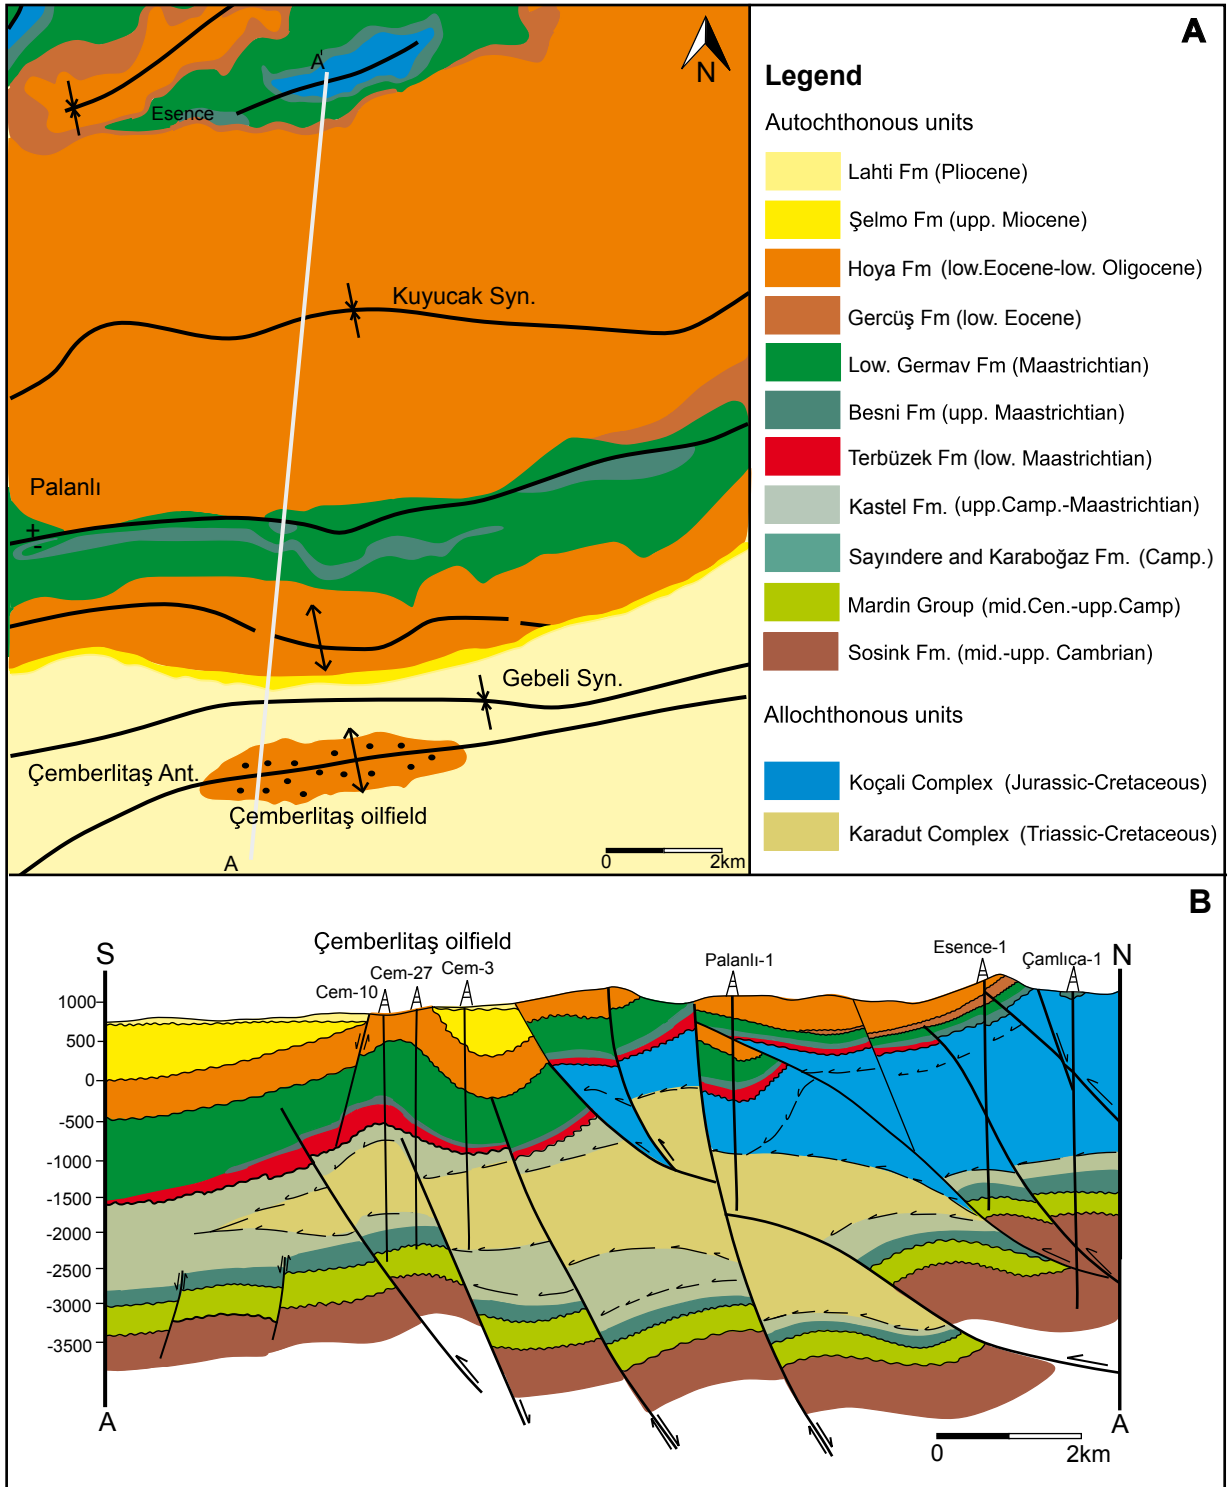 A
N
A'
Esence
Kuyucak Syn.
Palanlı
+
-
Gebeli Syn.
Çemberlitaş Ant.
Çemberlitaş oilfield
A
0 2km
Legend
Autochthonous units
Lahti Fm (Pliocene)
Şelmo Fm (upp. Miocene)
Hoya Fm (low.Eocene-low. Oligocene)
Gercüş Fm (low. Eocene)
Low. Germav Fm (Maastrichtian)
Besni Fm (upp. Maastrichtian)
Terbüzek Fm (low. Maastrichtian)
Kastel Fm. (upp.Camp.-Maastrichtian)
Sayındere and Karaboğaz Fm. (Camp.)
Mardin Group (mid.Cen.-upp.Camp)
Sosink Fm. (mid.-upp. Cambrian)
Allochthonous units
Koçali Complex (Jurassic-Cretaceous)
Karadut Complex (Triassic-Cretaceous)
B
Çemberlitaş oilfield
S
Cem-10
Cem-27
Cem-3
Palanlı-1
Esence-1
Çamlıca-1
N
1000
500
0
-500
-1000
-1500
-2000
-2500
-3000
-3500
A
A
0 2km